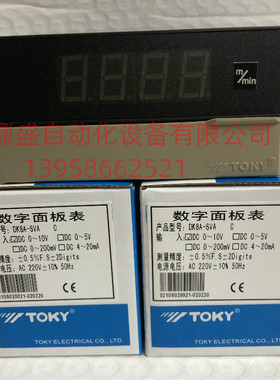 m/min
鼎盛自动化设备有限公司
13958662521
TOKY
数字面板表
产品型号: DK8A-SVA C
输 入: ☑DC 0~10V □DC 0~5V
□DC 0~200mV □DC 4~20mA
测量精度: ±0.5%F.S±2Digits
电源电压: AC 220V±10% 50Hz
02105020021-020220
TOKY
TOKY ELECTRICAL CO., LTD.
数字面板表
产品型号: DK8A-SVA C
输 入: ☑DC 0~10V □DC 0~5V
□DC 0~200mV □DC 4~20mA
测量精度: ±0.5%F.S±2Digits
电源电压: AC 220V±10% 50Hz
02105020021-020220
TOKY
TOKY ELECTRICAL CO., LTD.